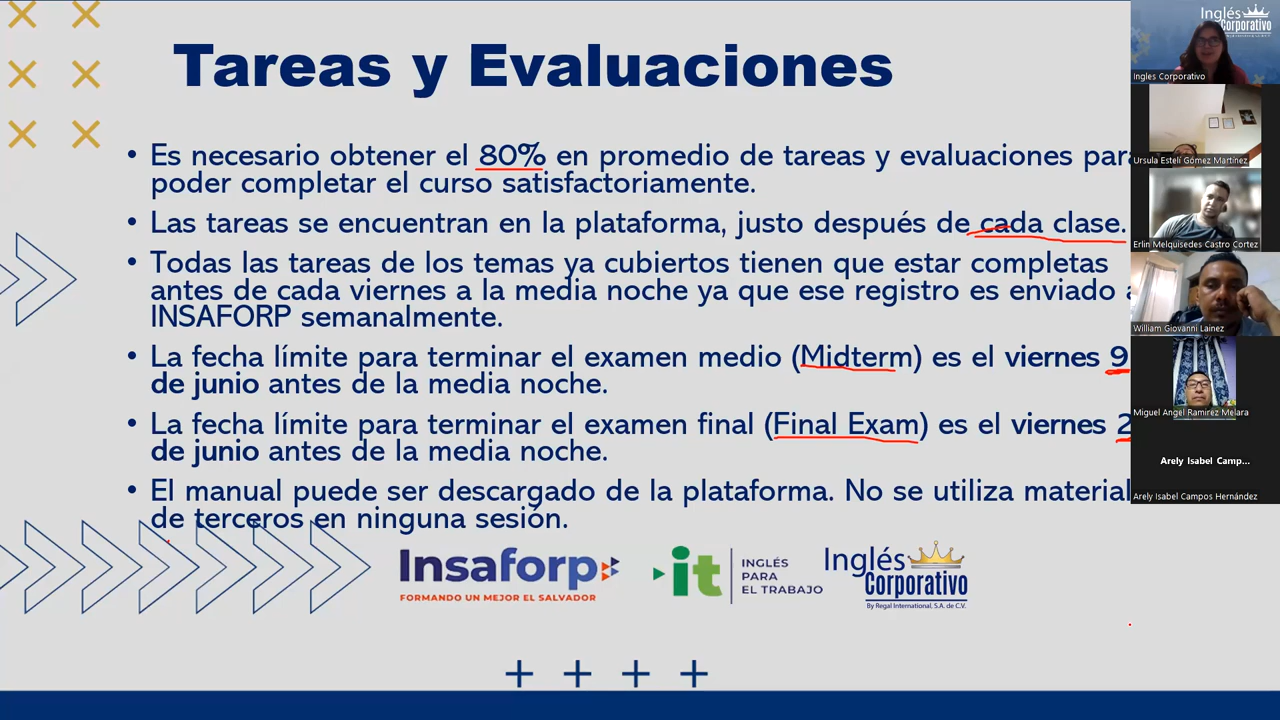 Tareas y Evaluaciones
• Es necesario obtener el 80% en promedio de tareas y evaluaciones para
poder completar el curso satisfactoriamente.
• Las tareas se encuentran en la plataforma, justo después de cada clase.
• Todas las tareas de los temas ya cubiertos tienen que estar completas
antes de cada viernes a la media noche ya que ese registro es enviado a
INSAFORP semanalmente.
• La fecha límite para terminar el examen medio (Midterm) es el viernes 9
de junio antes de la media noche.
• La fecha límite para terminar el examen final (Final Exam) es el viernes 2
de junio antes de la media noche.
• El manual puede ser descargado de la plataforma. No se utiliza material
de terceros en ninguna sesión.
Insaforp
FORMANDO UN MEJOR EL SALVADOR
it
INGLÉS
PARA
EL TRABAJO
Inglés
Corporativo
By Regal International, S.A. de C.V.
Inglés
Corporativo
Ingles Corporativo
Ursula Estelí Gómez Martínez
Erlin Melquisedes Castro Cortez
William Giovanni Lainez
Miguel Angel Ramirez Melara
Arely Isabel Camp...
Arely Isabel Campos Hernández